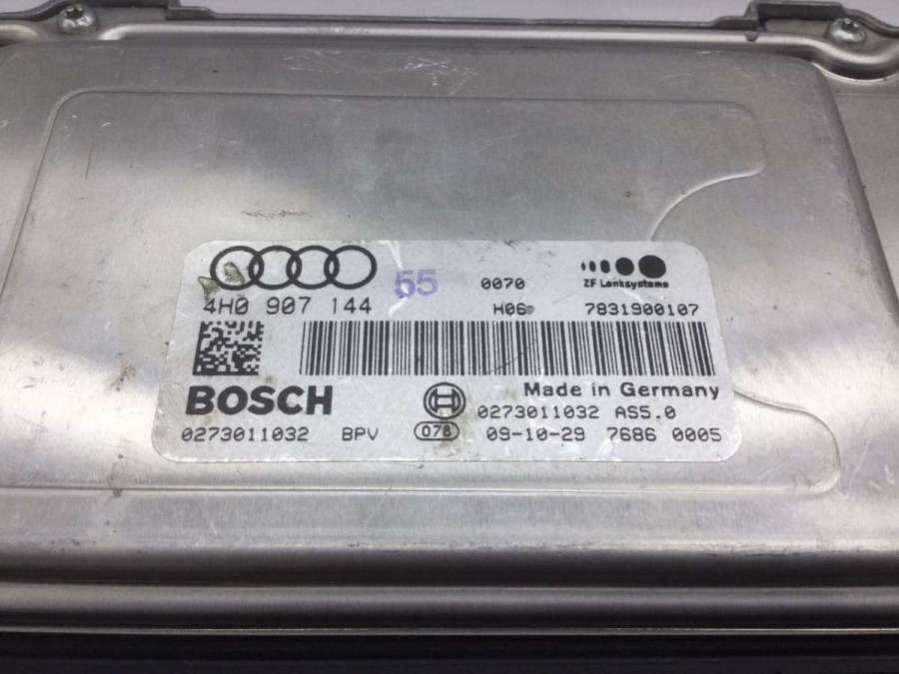 55
0070
ZF Lenksysteme
4H0 907 144
H06
7831900107
BOSCH
Made in Germany
0273011032 AS5.0
0273011032 BPV 078 09-10-29 7686 0005